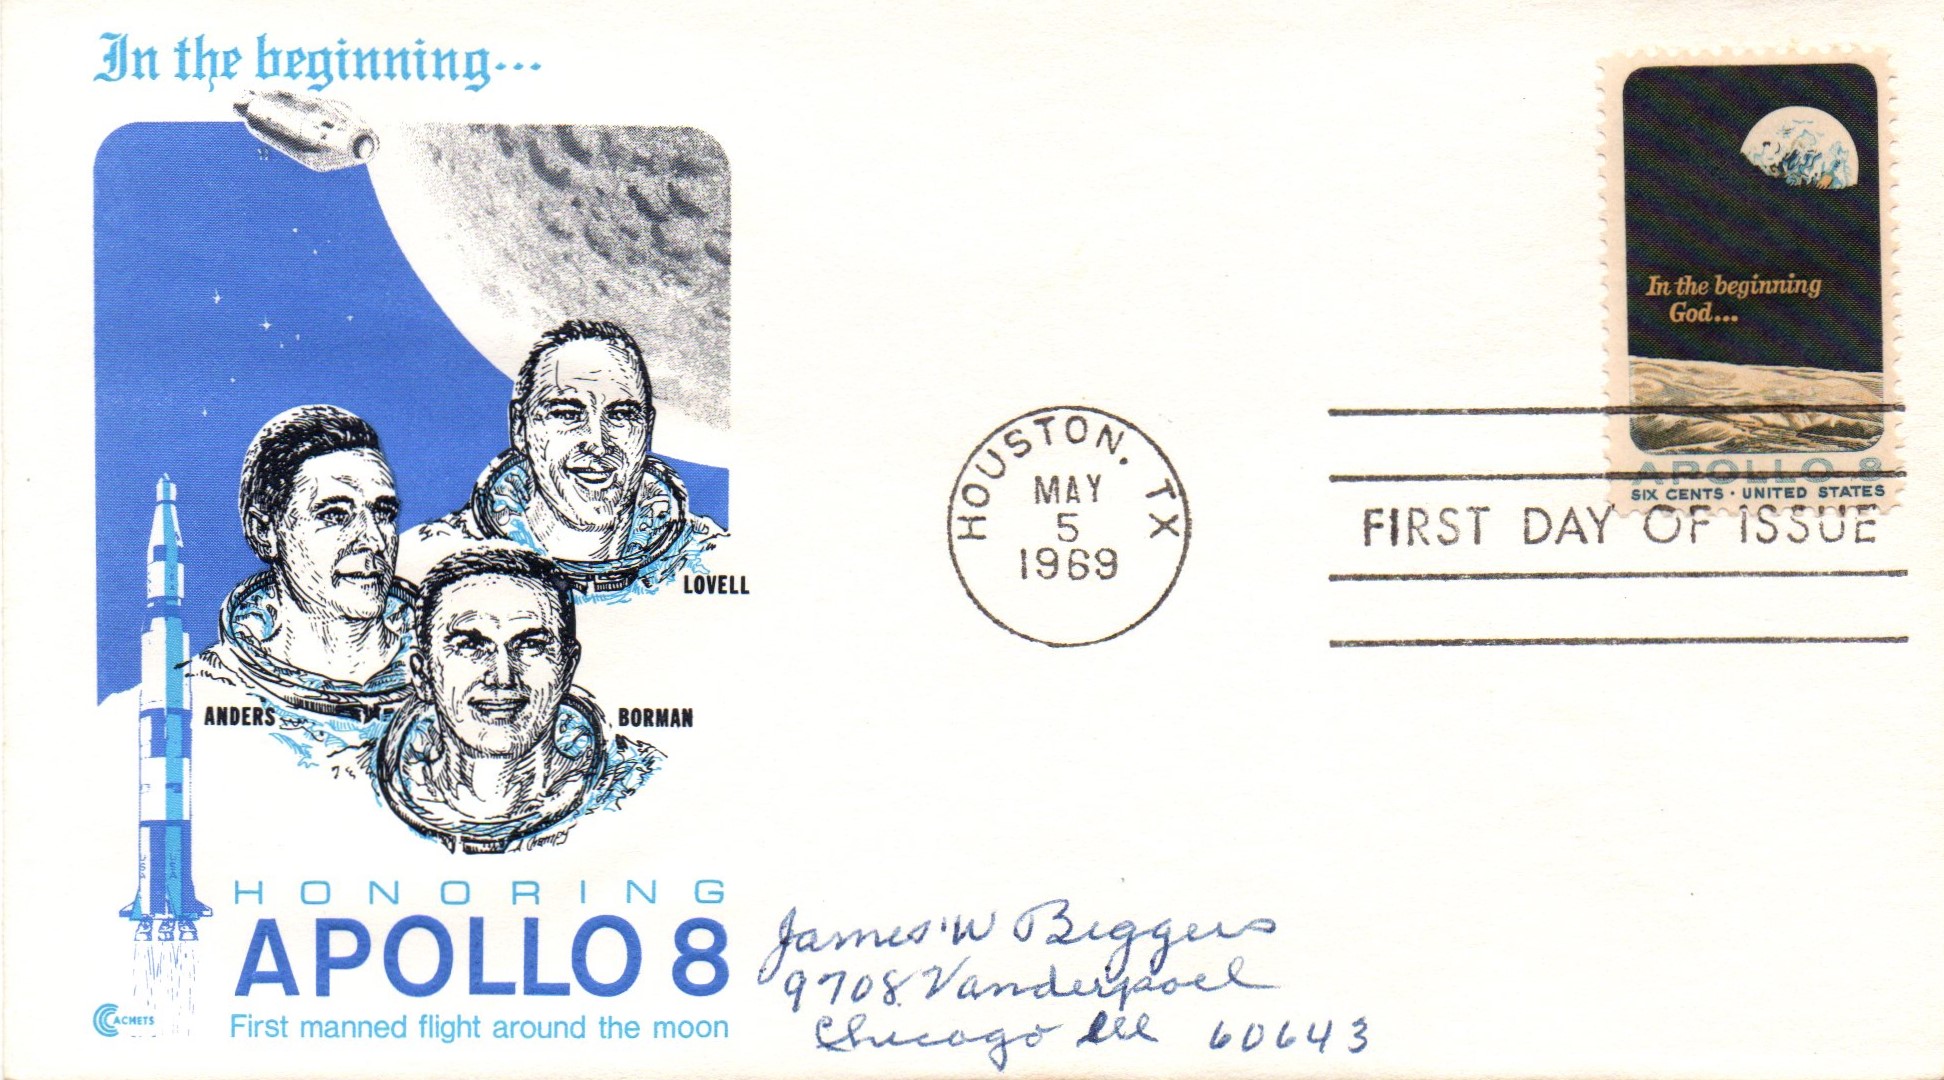 In the beginning...
LOVELL
ANDERS
BORMAN
HONORING
APOLLO 8
First manned flight around the moon
CACHETS
HOUSTON, TX
MAY
5
1969
In the beginning
God...
APOLLO 8
SIX CENTS · UNITED STATES
FIRST DAY OF ISSUE
James W Biggers
9708 Vanderpoel
Chicago Ill 60643